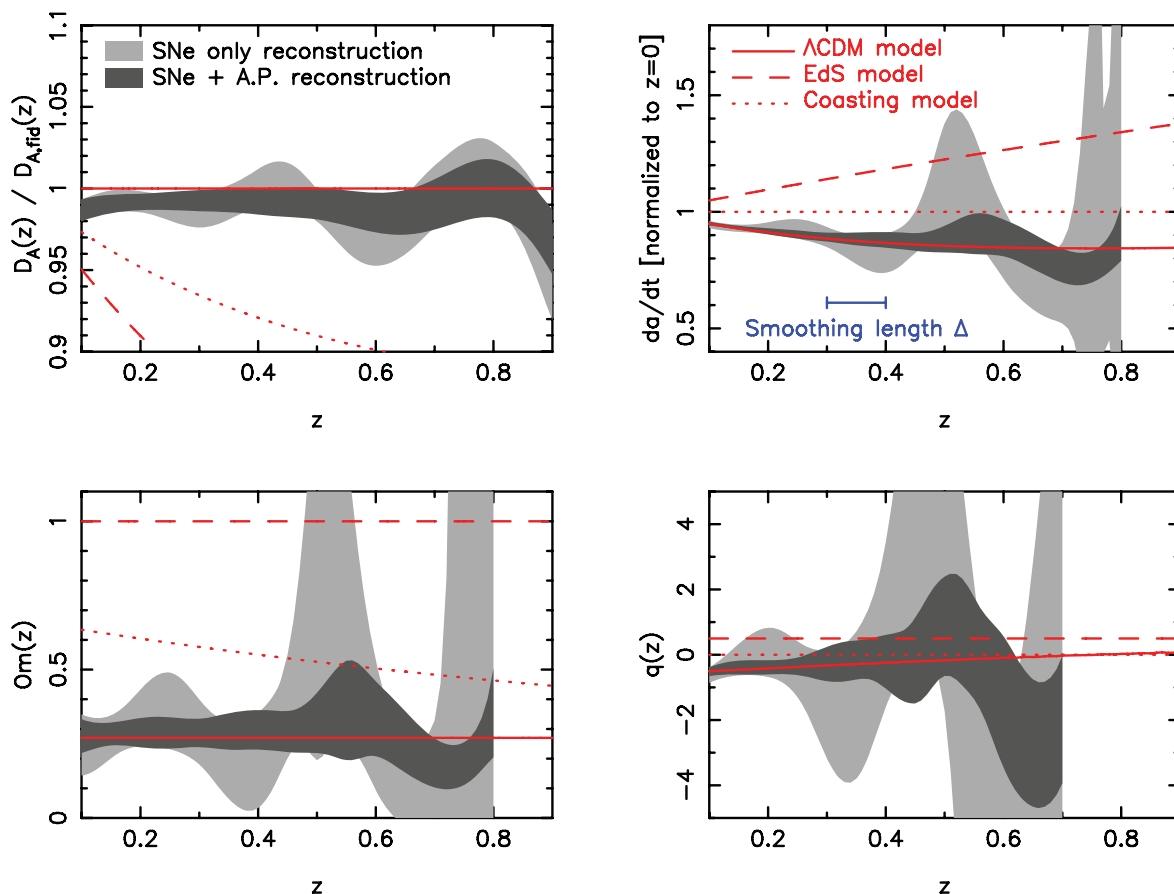 1.1
1.05
1
0.95
0.9
D_A(z) / D_A,fid(z)
SNe only reconstruction
SNe + A.P. reconstruction
0.2 0.4 0.6 0.8
z
1.5
1
0.5
da/dt [normalized to z=0]
ΛCDM model
EdS model
Coasting model
Smoothing length Δ
0.2 0.4 0.6 0.8
z
1
0.5
0
Om(z)
0.2 0.4 0.6 0.8
z
4
2
0
−2
−4
q(z)
0.2 0.4 0.6 0.8
z